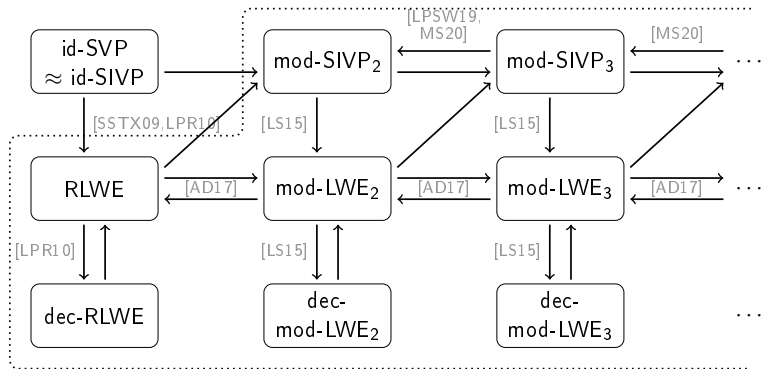 [LPSW19,
MS20]
[MS20]
id-SVP
≈ id-SIVP
mod-SIVP₂
mod-SIVP₃
...
[SSTX09,LPR10]
[LS15]
[LS15]
RLWE
[AD17]
mod-LWE₂
[AD17]
mod-LWE₃
[AD17]
...
[LPR10]
[LS15]
[LS15]
dec-RLWE
dec-
mod-LWE₂
dec-
mod-LWE₃
...